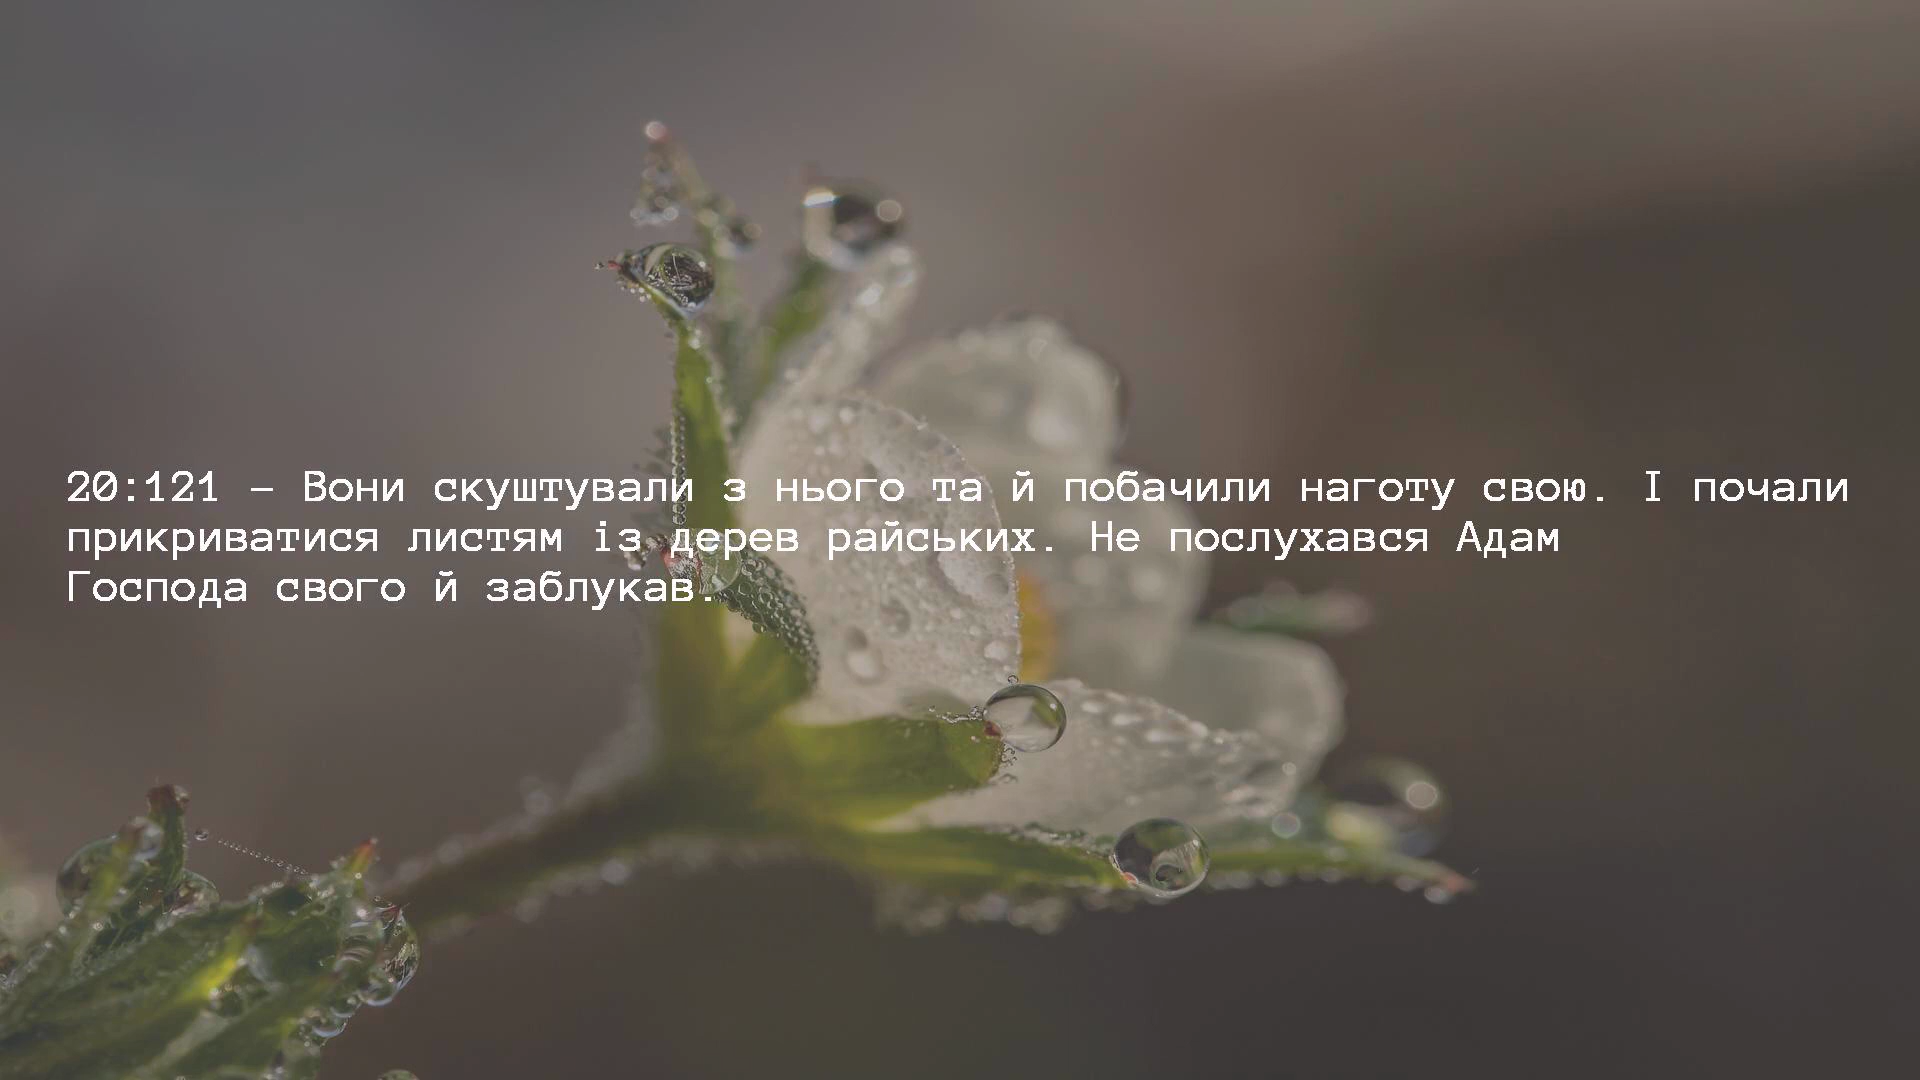 20:121 – Вони скуштували з нього та й побачили наготу свою. І почали
прикриватися листям із дерев райських. Не послухався Адам
Господа свого й заблукав.